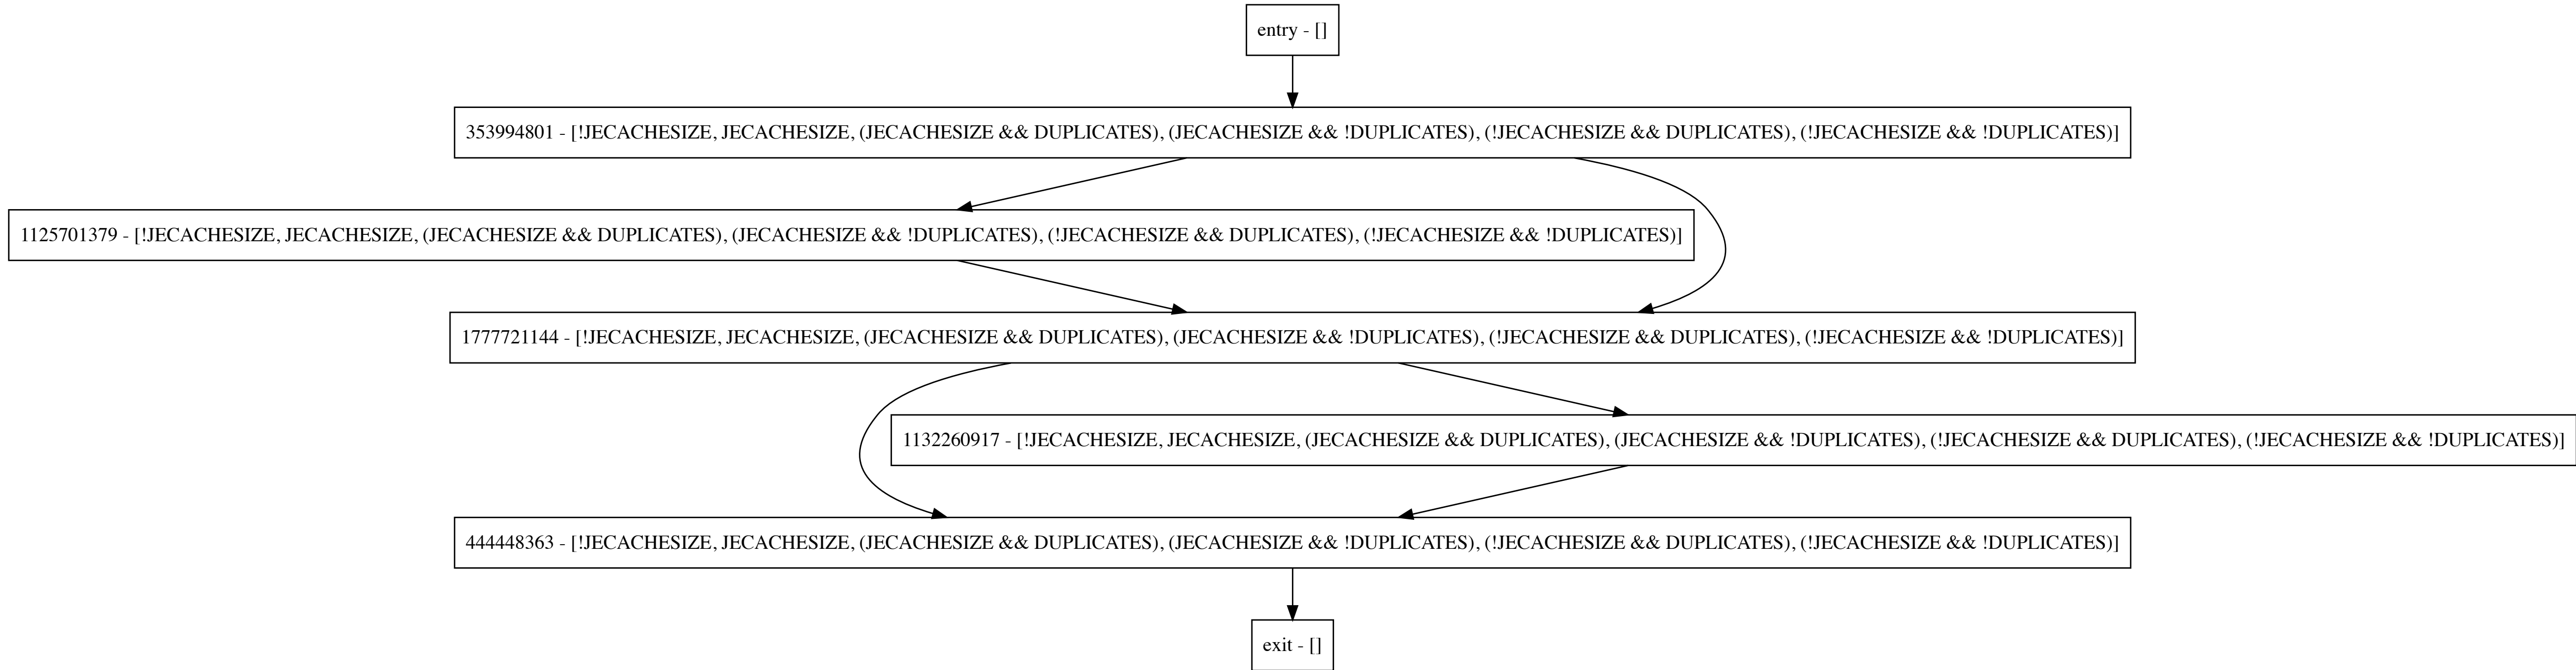 entry - []
353994801 - [!JECACHESIZE, JECACHESIZE, (JECACHESIZE && DUPLICATES), (JECACHESIZE && !DUPLICATES), (!JECACHESIZE && DUPLICATES), (!JECACHESIZE && !DUPLICATES)]
1125701379 - [!JECACHESIZE, JECACHESIZE, (JECACHESIZE && DUPLICATES), (JECACHESIZE && !DUPLICATES), (!JECACHESIZE && DUPLICATES), (!JECACHESIZE && !DUPLICATES)]
1777721144 - [!JECACHESIZE, JECACHESIZE, (JECACHESIZE && DUPLICATES), (JECACHESIZE && !DUPLICATES), (!JECACHESIZE && DUPLICATES), (!JECACHESIZE && !DUPLICATES)]
1132260917 - [!JECACHESIZE, JECACHESIZE, (JECACHESIZE && DUPLICATES), (JECACHESIZE && !DUPLICATES), (!JECACHESIZE && DUPLICATES), (!JECACHESIZE && !DUPLICATES)]
444448363 - [!JECACHESIZE, JECACHESIZE, (JECACHESIZE && DUPLICATES), (JECACHESIZE && !DUPLICATES), (!JECACHESIZE && DUPLICATES), (!JECACHESIZE && !DUPLICATES)]
exit - []